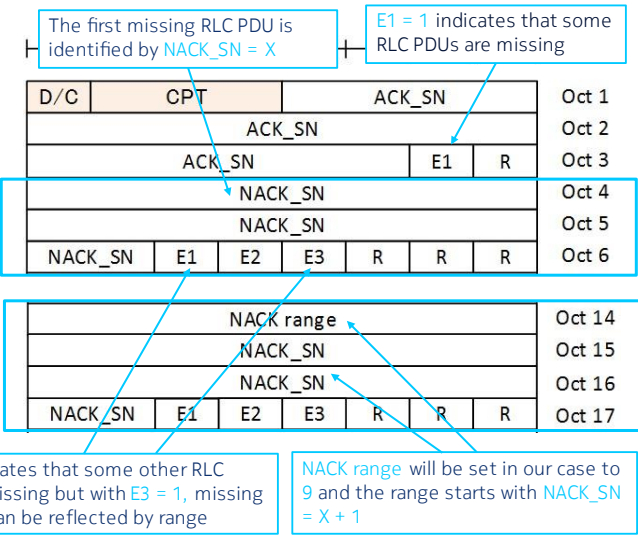 The first missing RLC PDU is
identified by NACK_SN = X
E1 = 1 indicates that some
RLC PDUs are missing
D/C CPT ACK_SN Oct 1
ACK_SN Oct 2
ACK_SN E1 R Oct 3
NACK_SN Oct 4
NACK_SN Oct 5
NACK_SN E1 E2 E3 R R R Oct 6
NACK range Oct 14
NACK_SN Oct 15
NACK_SN Oct 16
NACK_SN E1 E2 E3 R R R Oct 17
ates that some other RLC
issing but with E3 = 1, missing
an be reflected by range
NACK range will be set in our case to
9 and the range starts with NACK_SN
= X + 1